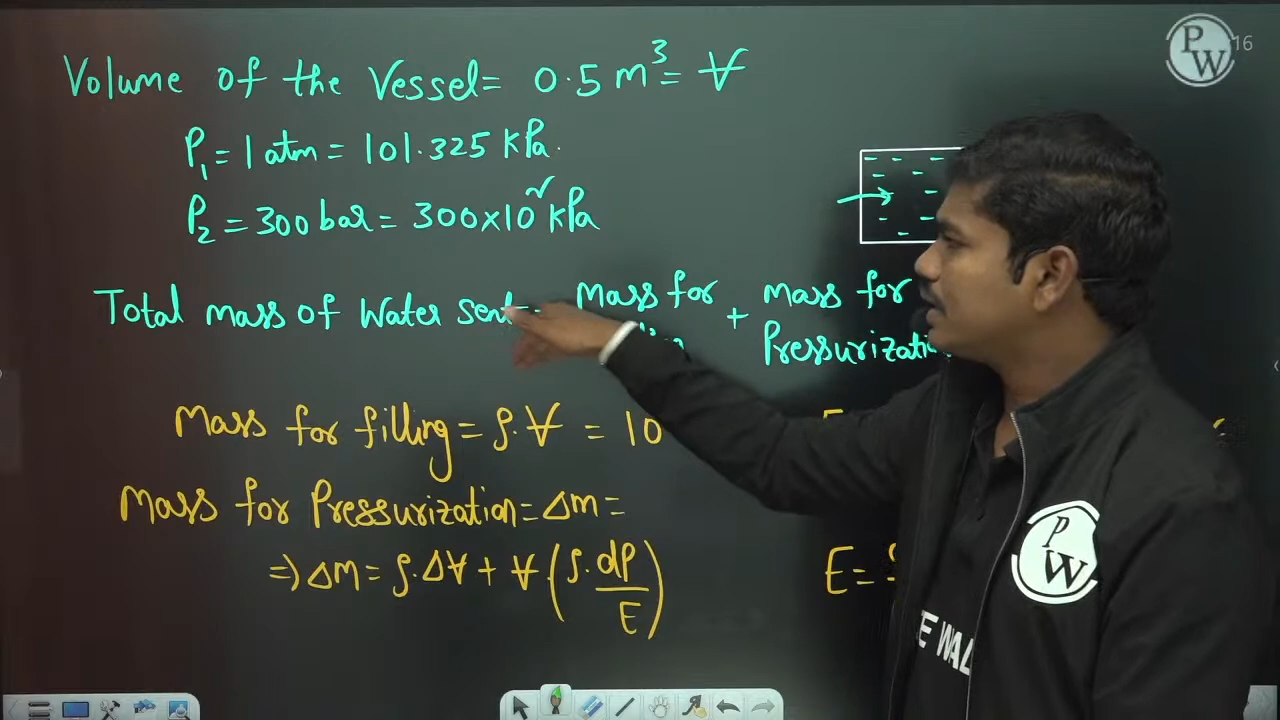 Volume of the Vessel = 0.5 m³ = V
P₁ = 1 atm = 101.325 kPa.
P₂ = 300 bar = 300×10² kPa
Total mass of Water sent = Mass for + Mass for
Pressurizati
Mass for filling = ρ.V = 10
Mass for Pressurization = Δm =
⇒ Δm = ρ.ΔV + V (ρ.dP/E)
E =
PW
16
PW